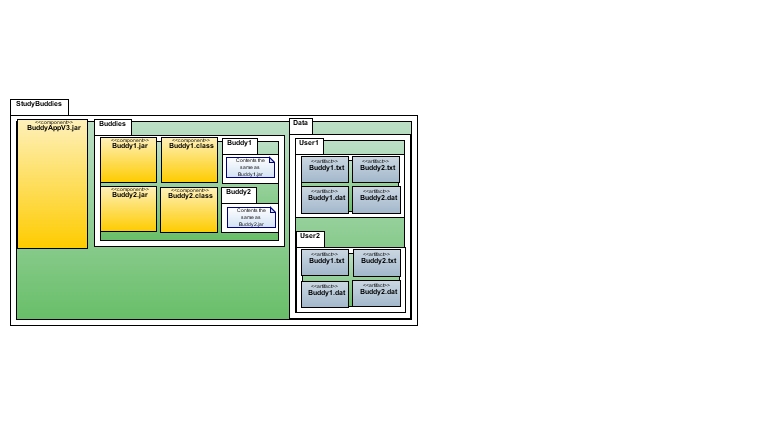 StudyBuddies
<<component>>
BuddyAppV3.jar
Buddies
<<component>>
Buddy1.jar
<<component>>
Buddy1.class
Buddy1
Contents the
same as
Buddy1.jar
<<component>>
Buddy2.jar
<<component>>
Buddy2.class
Buddy2
Contents the
same as
Buddy2.jar
Data
User1
<<artifact>>
Buddy1.txt
<<artifact>>
Buddy2.txt
<<artifact>>
Buddy1.dat
<<artifact>>
Buddy2.dat
User2
<<artifact>>
Buddy1.txt
<<artifact>>
Buddy2.txt
<<artifact>>
Buddy1.dat
<<artifact>>
Buddy2.dat